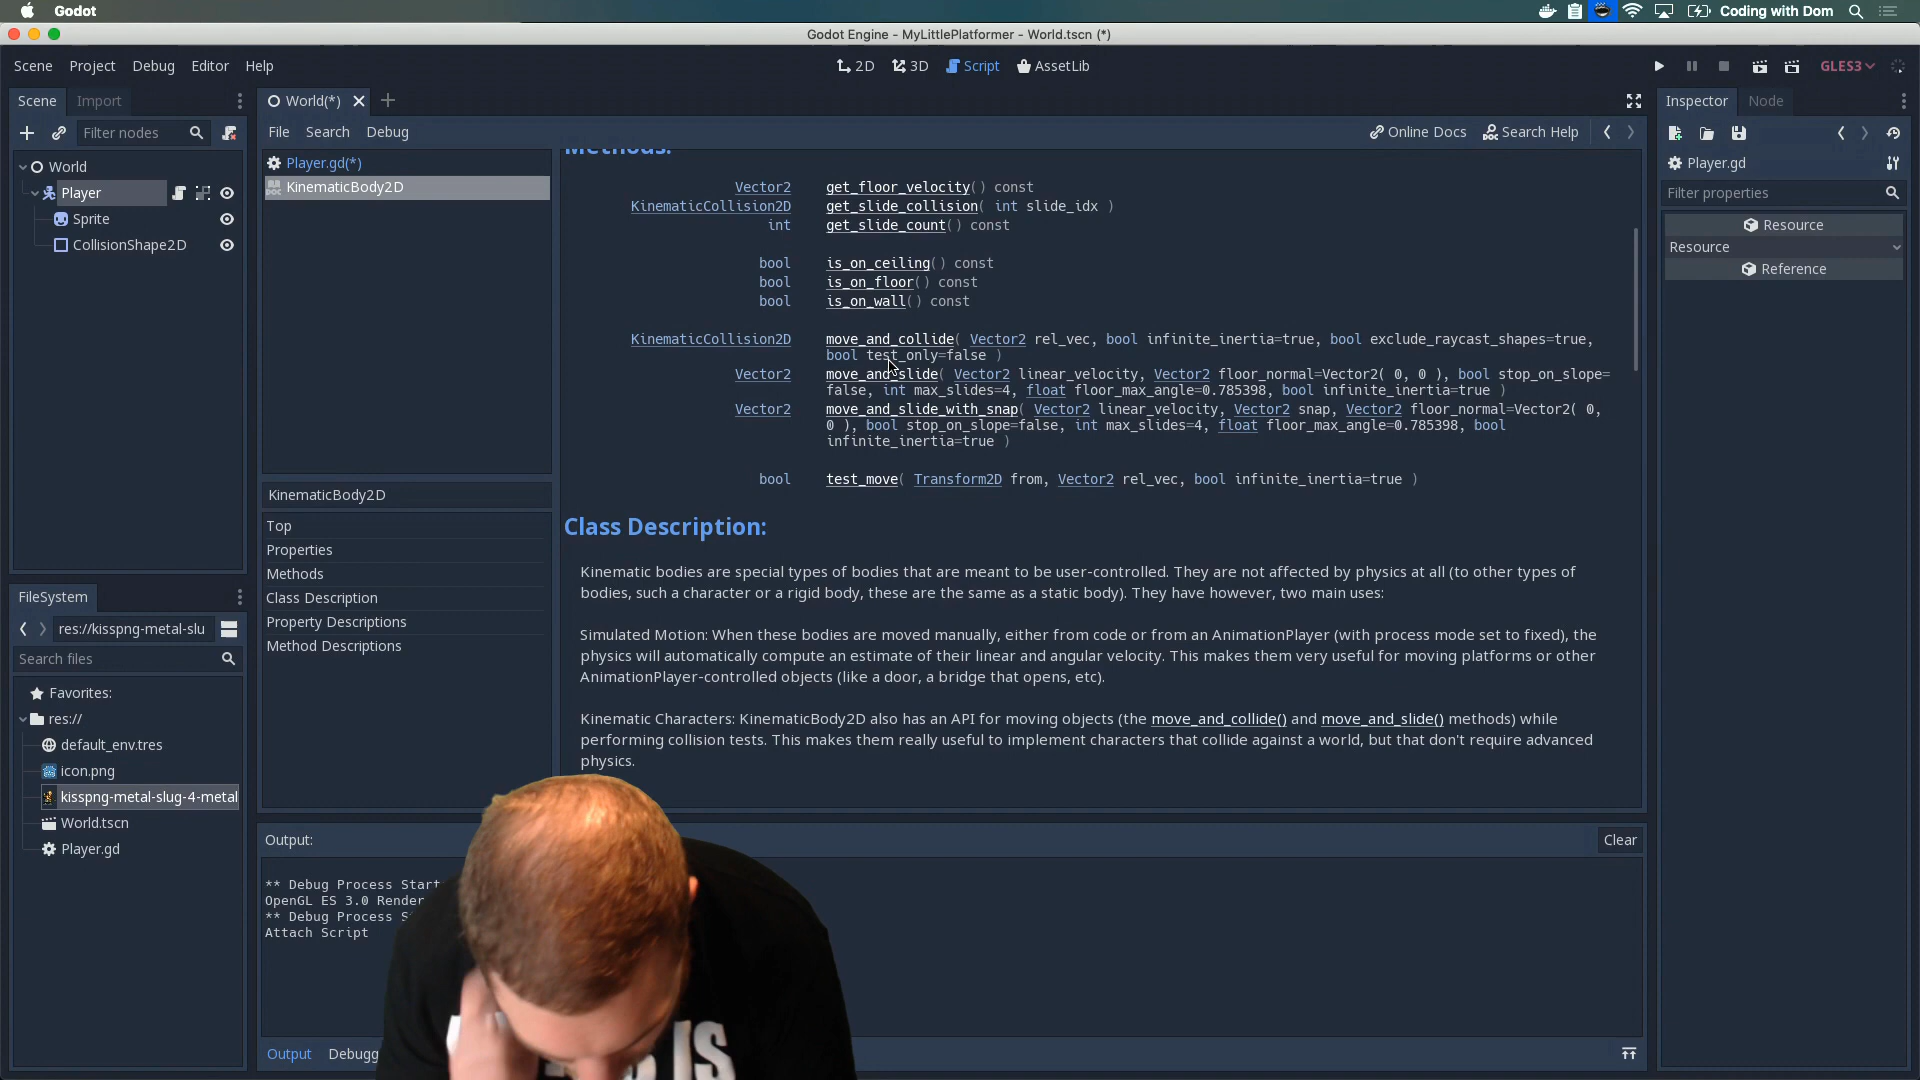 Godot
Coding with Dom
Godot Engine - MyLittlePlatformer - World.tscn (*)
Scene Project Debug Editor Help
2D 3D Script AssetLib
GLES3
Scene Import
World(*)
Inspector Node
Filter nodes
File Search Debug
Online Docs Search Help
World
Player
Sprite
CollisionShape2D
Player.gd(*)
KinematicBody2D
Player.gd
Filter properties
Resource
Resource
Reference
Methods:
Vector2 get_floor_velocity() const
KinematicCollision2D get_slide_collision( int slide_idx )
int get_slide_count() const
bool is_on_ceiling() const
bool is_on_floor() const
bool is_on_wall() const
KinematicCollision2D move_and_collide( Vector2 rel_vec, bool infinite_inertia=true, bool exclude_raycast_shapes=true,
bool test_only=false )
Vector2 move_and_slide( Vector2 linear_velocity, Vector2 floor_normal=Vector2( 0, 0 ), bool stop_on_slope=
false, int max_slides=4, float floor_max_angle=0.785398, bool infinite_inertia=true )
Vector2 move_and_slide_with_snap( Vector2 linear_velocity, Vector2 snap, Vector2 floor_normal=Vector2( 0,
0 ), bool stop_on_slope=false, int max_slides=4, float floor_max_angle=0.785398, bool
infinite_inertia=true )
bool test_move( Transform2D from, Vector2 rel_vec, bool infinite_inertia=true )
KinematicBody2D
Top
Properties
Methods
Class Description
Property Descriptions
Method Descriptions
Class Description:
Kinematic bodies are special types of bodies that are meant to be user-controlled. They are not affected by physics at all (to other types of
bodies, such a character or a rigid body, these are the same as a static body). They have however, two main uses:
Simulated Motion: When these bodies are moved manually, either from code or from an AnimationPlayer (with process mode set to fixed), the
physics will automatically compute an estimate of their linear and angular velocity. This makes them very useful for moving platforms or other
AnimationPlayer-controlled objects (like a door, a bridge that opens, etc).
Kinematic Characters: KinematicBody2D also has an API for moving objects (the move_and_collide() and move_and_slide() methods) while
performing collision tests. This makes them really useful to implement characters that collide against a world, but that don't require advanced
physics.
FileSystem
res://kisspng-metal-slu
Search files
Favorites:
res://
default_env.tres
icon.png
kisspng-metal-slug-4-metal
World.tscn
Player.gd
Output:
Clear
** Debug Process Start
OpenGL ES 3.0 Render
** Debug Process S
Attach Script
Output Debugg
IS